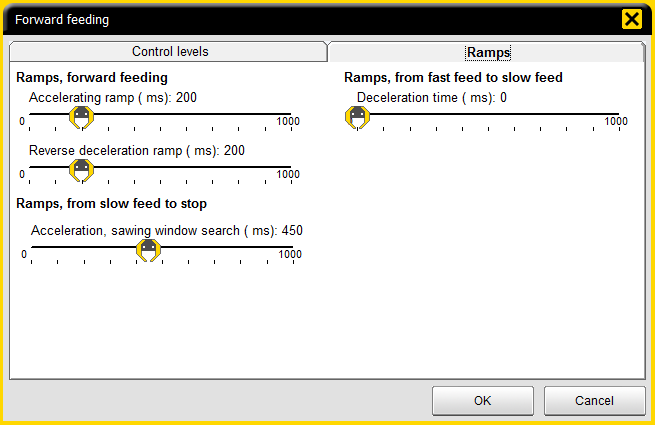 Forward feeding
Control levels
Ramps
Ramps, forward feeding
Accelerating ramp ( ms): 200
0 1000
Reverse deceleration ramp ( ms): 200
0 1000
Ramps, from slow feed to stop
Acceleration, sawing window search ( ms): 450
0 1000
Ramps, from fast feed to slow feed
Deceleration time ( ms): 0
0 1000
OK
Cancel